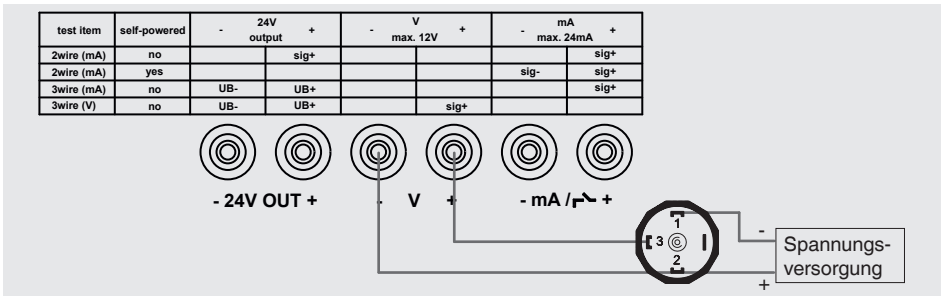 test item self-powered - 24V output + - V max. 12V + - mA max. 24mA +
2wire (mA) no sig+ sig+
2wire (mA) yes sig- sig+
3wire (mA) no UB- UB+ sig+
3wire (V) no UB- UB+ sig+
- 24V OUT + - V + - mA / +
1
3
2
-
Spannungs-
versorgung
+